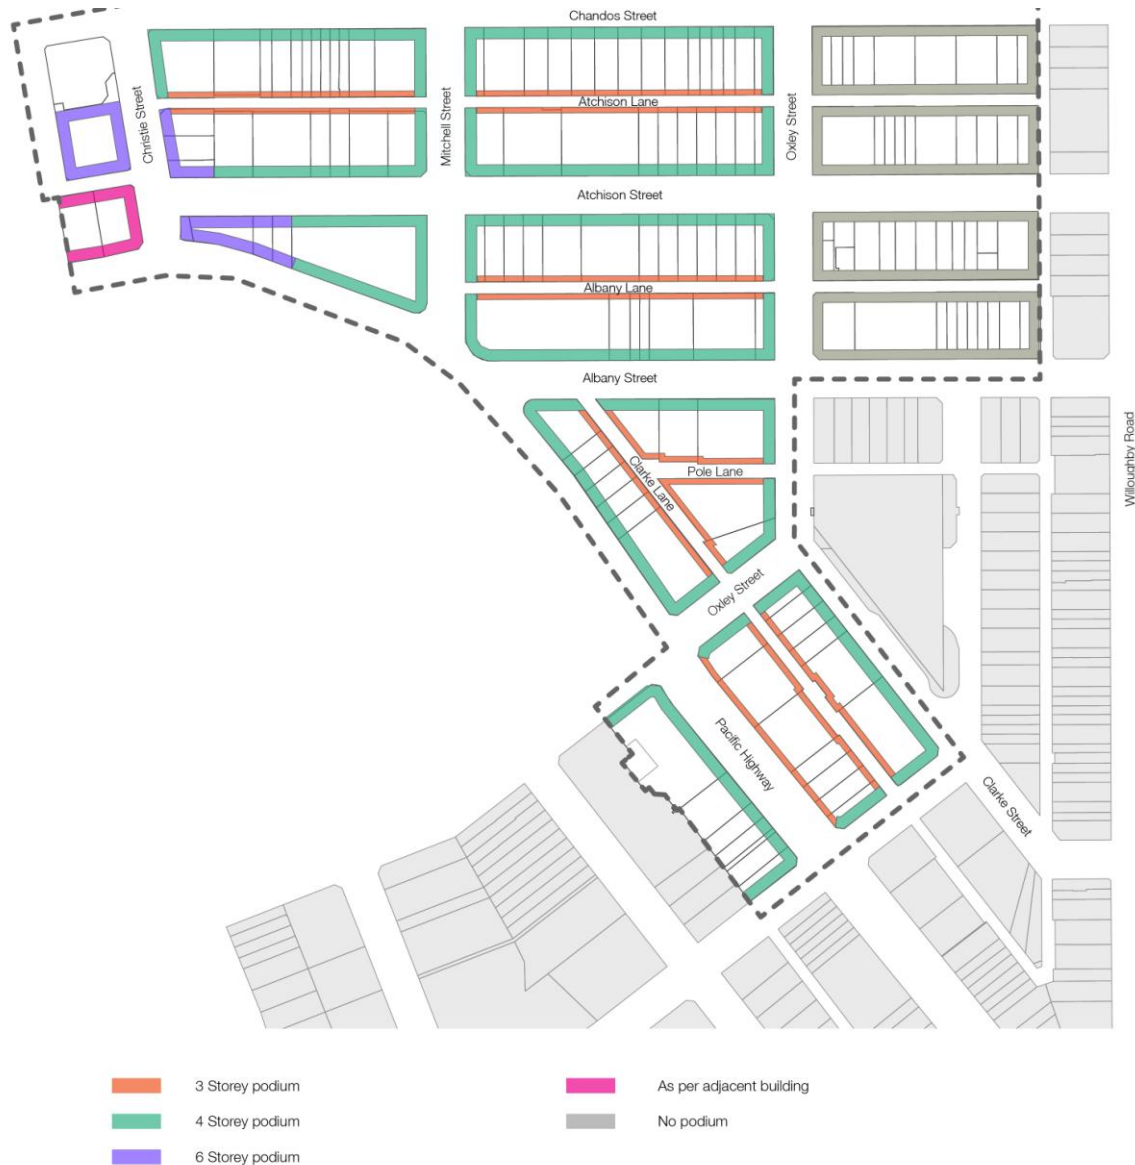 Chandos Street
Christie Street
Mitchell Street
Atchison Lane
Oxley Street
Atchison Street
Albany Lane
Albany Street
Clarke Lane
Pole Lane
Willoughby Road
Oxley Street
Pacific Highway
Clarke Street
3 Storey podium
4 Storey podium
6 Storey podium
As per adjacent building
No podium